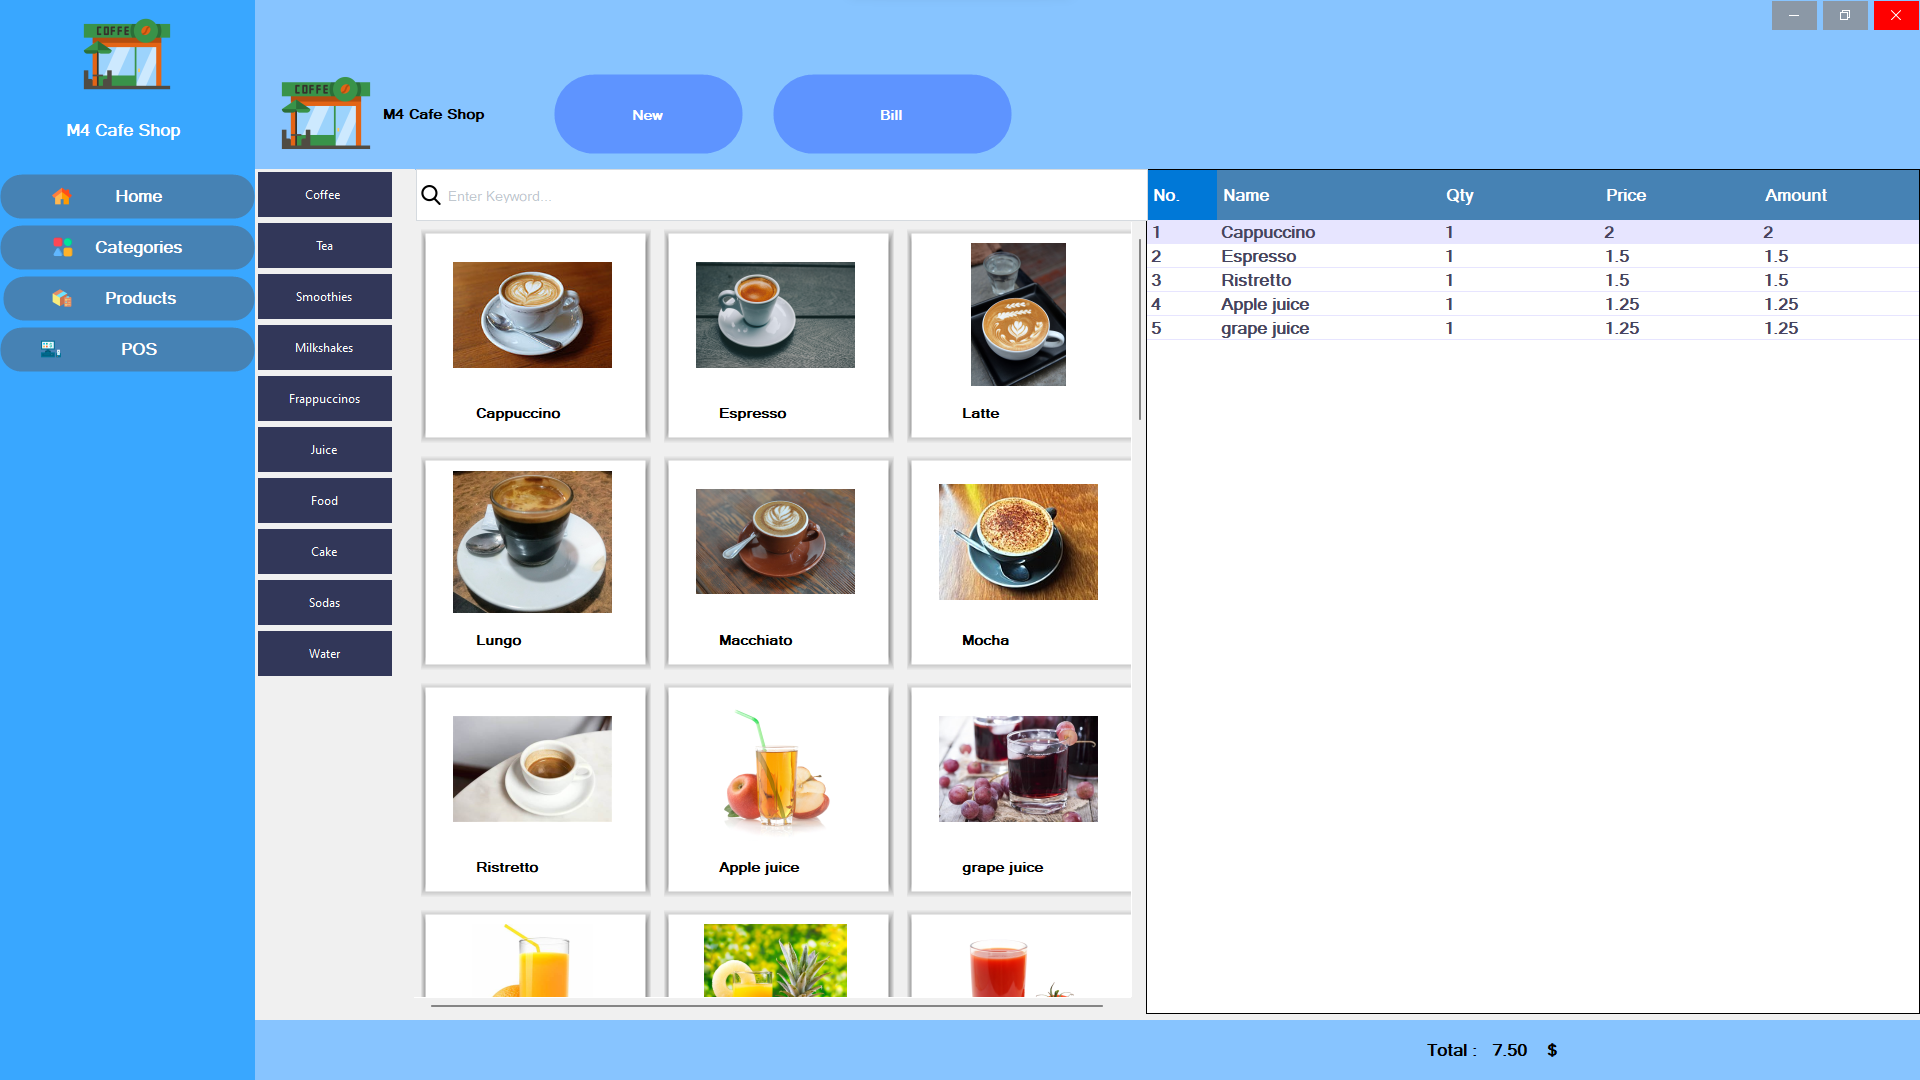 COFFE
M4 Cafe Shop
Home
Categories
Products
POS
COFFE
M4 Cafe Shop
New
Bill
Coffee
Tea
Smoothies
Milkshakes
Frappuccinos
Juice
Food
Cake
Sodas
Water
Enter Keyword...
Cappuccino
Espresso
Latte
Lungo
Macchiato
Mocha
Ristretto
Apple juice
grape juice
No. Name Qty Price Amount
1 Cappuccino 1 2 2
2 Espresso 1 1.5 1.5
3 Ristretto 1 1.5 1.5
4 Apple juice 1 1.25 1.25
5 grape juice 1 1.25 1.25
Total : 7.50 $